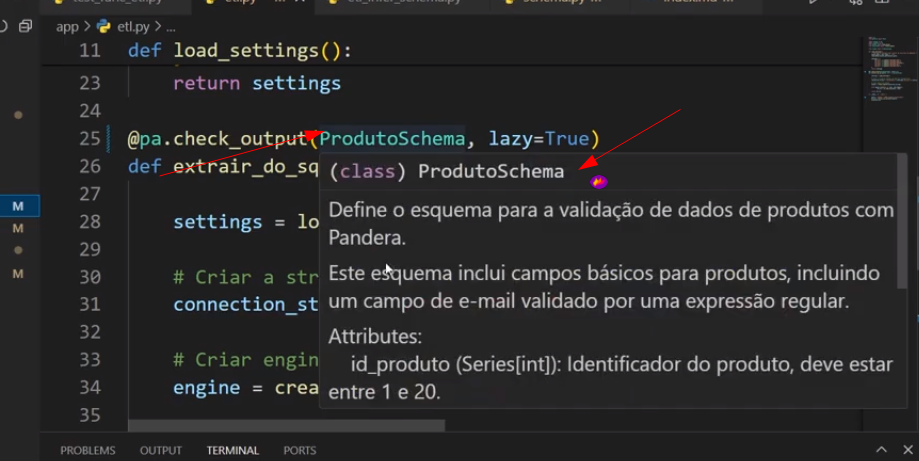 app > etl.py > ...
11 def load_settings():
23 return settings
24
25 @pa.check_output(ProdutoSchema, lazy=True)
26 def extrair_do_sq
(class) ProdutoSchema
27
Define o esquema para a validação de dados de produtos com
28 settings = lo
Pandera.
29
30 # Criar a str
Este esquema inclui campos básicos para produtos, incluindo
31 connection_st
um campo de e-mail validado por uma expressão regular.
32
Attributes:
33 # Criar engin
id_produto (Series[int]): Identificador do produto, deve estar
34 engine = crea
entre 1 e 20.
35
M
M
M
PROBLEMS OUTPUT TERMINAL PORTS